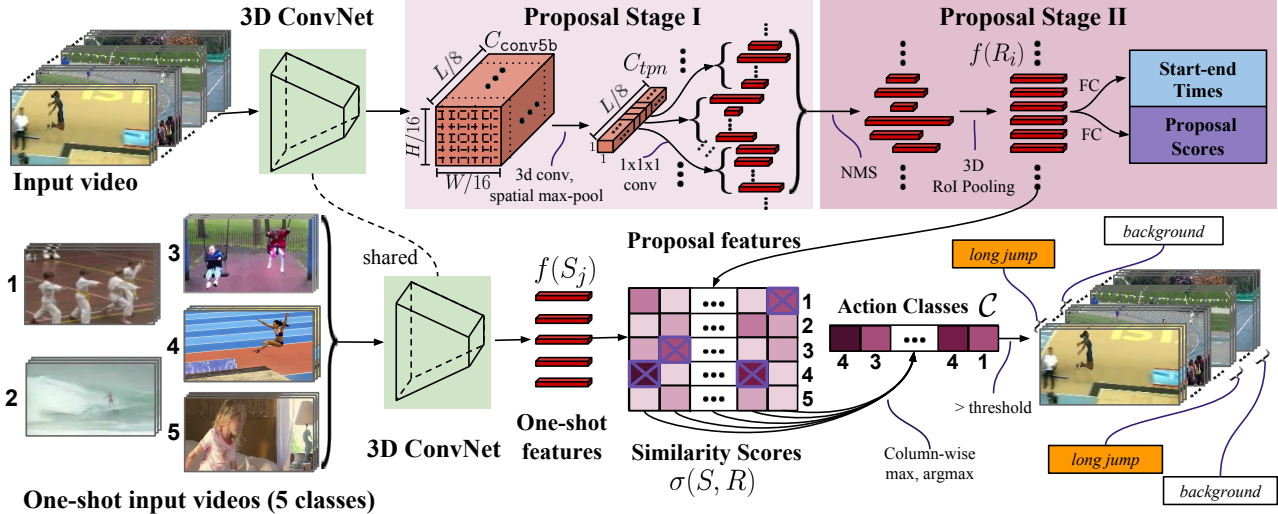 3D ConvNet
Proposal Stage I
Proposal Stage II
Input video
L/8
C_conv5b
H/16
W/16
3d conv,
spatial max-pool
L/8
C_tpn
1
1
1x1x1
conv
NMS
3D
RoI Pooling
f(R_i)
FC
FC
Start-end
Times
Proposal
Scores
shared
1
2
3
4
5
One-shot input videos (5 classes)
3D ConvNet
f(S_j)
One-shot
features
Proposal features
1
2
3
4
5
Similarity Scores
σ(S, R)
Action Classes C
4 3 4 1
Column-wise
max, argmax
> threshold
long jump
background
long jump
background